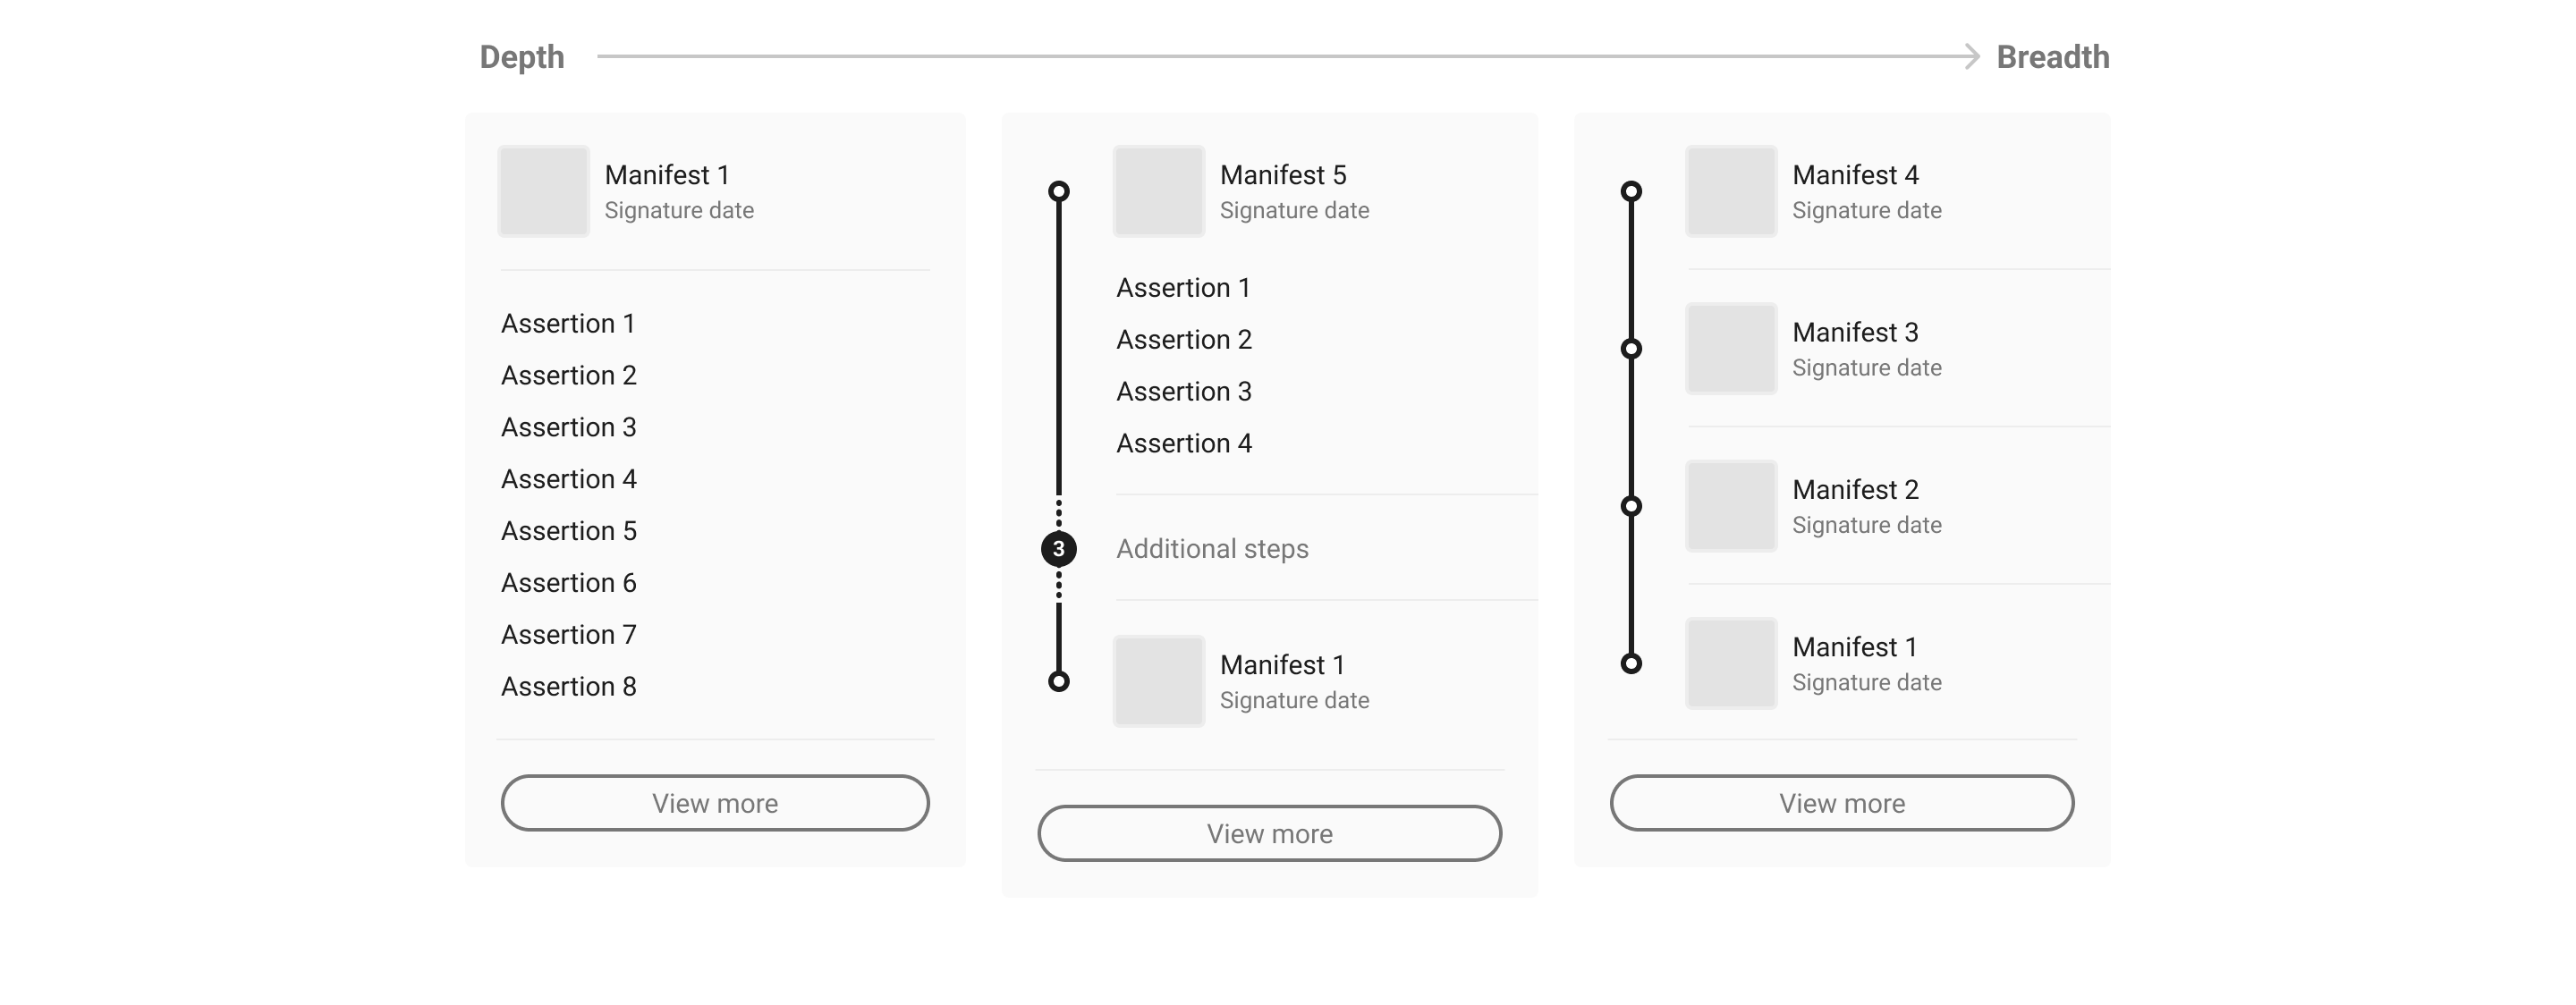 Depth
Breadth
Manifest 1
Signature date
Assertion 1
Assertion 2
Assertion 3
Assertion 4
Assertion 5
Assertion 6
Assertion 7
Assertion 8
View more
Manifest 5
Signature date
Assertion 1
Assertion 2
Assertion 3
Assertion 4
3
Additional steps
Manifest 1
Signature date
View more
Manifest 4
Signature date
Manifest 3
Signature date
Manifest 2
Signature date
Manifest 1
Signature date
View more